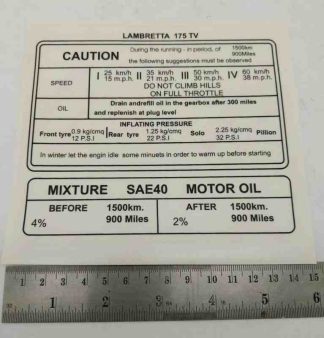 LAMBRETTA 175 TV
CAUTION During the running - in period, of 1500km 900Miles
the following suggestions must be observed
SPEED I 25 km/h 15 m.p.h. II 35 km/h 21 m.p.h. III 50 km/h 30 m.p.h. IV 60 km/h 38 m.p.h.
DO NOT CLIMB HILLS
ON FULL THROTTLE
OIL Drain andrefill oil in the gearbox after 300 miles
and replenish at plug level
INFLATING PRESSURE
Front tyre 0.9 kg/cmq 12 P.S.I Rear tyre 1.25 kg/cmq 22 P.S.I Solo 2.25 kg/cmq 32 P.S.I Pillion
In winter let the engin idle some minuets in order to warm up before starting
MIXTURE SAE40 MOTOR OIL
BEFORE 1500km. AFTER 1500km.
4% 900 Miles 2% 900 Miles
1 2 3 4 5 6 7 8 9 10 11 12 13 14 15
1 2 3 4 5 6